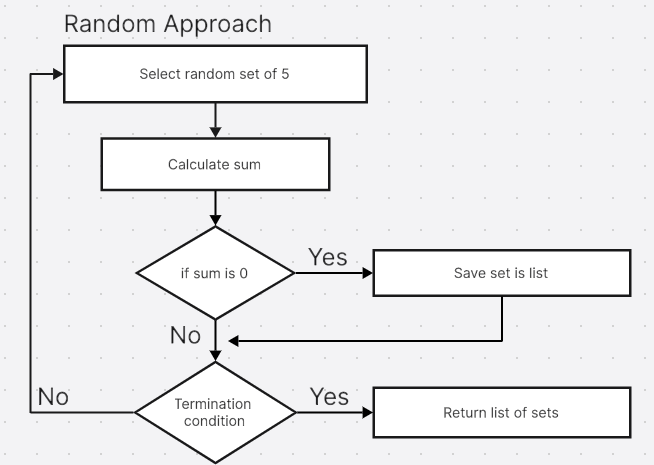 Random Approach
Select random set of 5
Calculate sum
if sum is 0
Yes
Save set is list
No
Termination
condition
No
Yes
Return list of sets